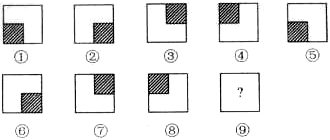 ① ② ③ ④ ⑤
?
⑥ ⑦ ⑧ ⑨